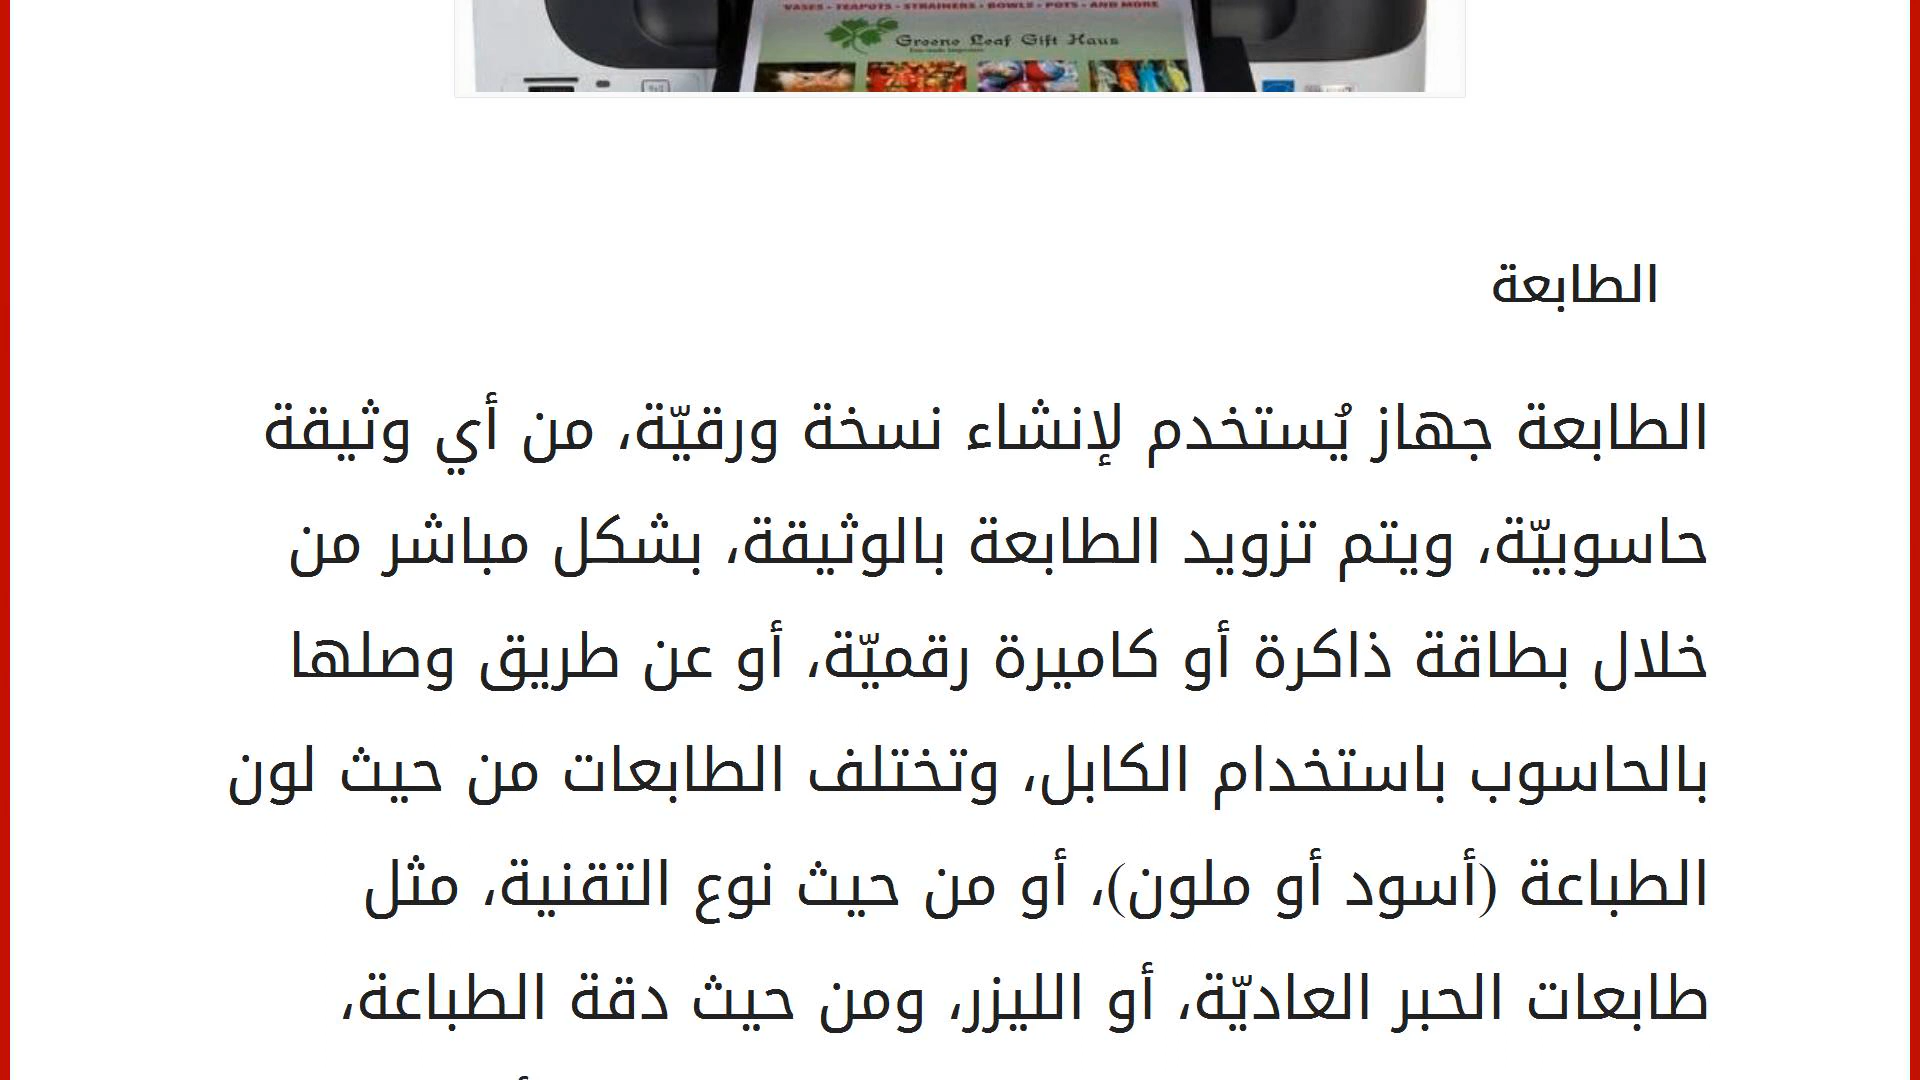 VASES • TEAPOTS • STRAINERS • BOWLS • POTS • AND MORE
Greene Leaf Gift Haus
الطابعة
الطابعة جهاز يُستخدم لإنشاء نسخة ورقيّة، من أي وثيقة
حاسوبيّة، ويتم تزويد الطابعة بالوثيقة، بشكل مباشر من
خلال بطاقة ذاكرة أو كاميرة رقميّة، أو عن طريق وصلها
بالحاسوب باستخدام الكابل، وتختلف الطابعات من حيث لون
الطباعة (أسود أو ملون)، أو من حيث نوع التقنية، مثل
طابعات الحبر العاديّة، أو الليزر، ومن حيث دقة الطباعة،